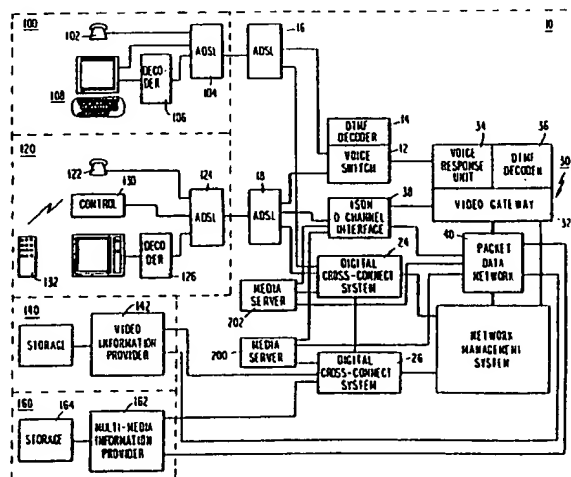 100
102
ADSL
104
DECO-
DER
106
108
ADSL
16
10
DTMF DECODER
14
VOICE
SWITCH
12
34
VOICE
RESPONSE
UNIT
36
DTMF DECODER
30
VIDEO GATEWAY
32
120
122
CONTROL
130
132
ADSL
124
DECODER
126
ADSL
18
ISDN
D CHANNEL
INTERFACE
38
24
DIGITAL
CROSS-CONNECT
SYSTEM
40
PACKET
DATA
NETWORK
MEDIA
SERVER
202
MEDIA
SERVER
200
DIGITAL
CROSS-CONNECT
SYSTEM
26
NETWORK
MANAGEMENT
SYSTEM
140
142
STORAGE
VIDEO
INFORMATION
PROVIDER
160
164
STORAGE
162
MULTI-MEDIA
INFORMATION
PROVIDER